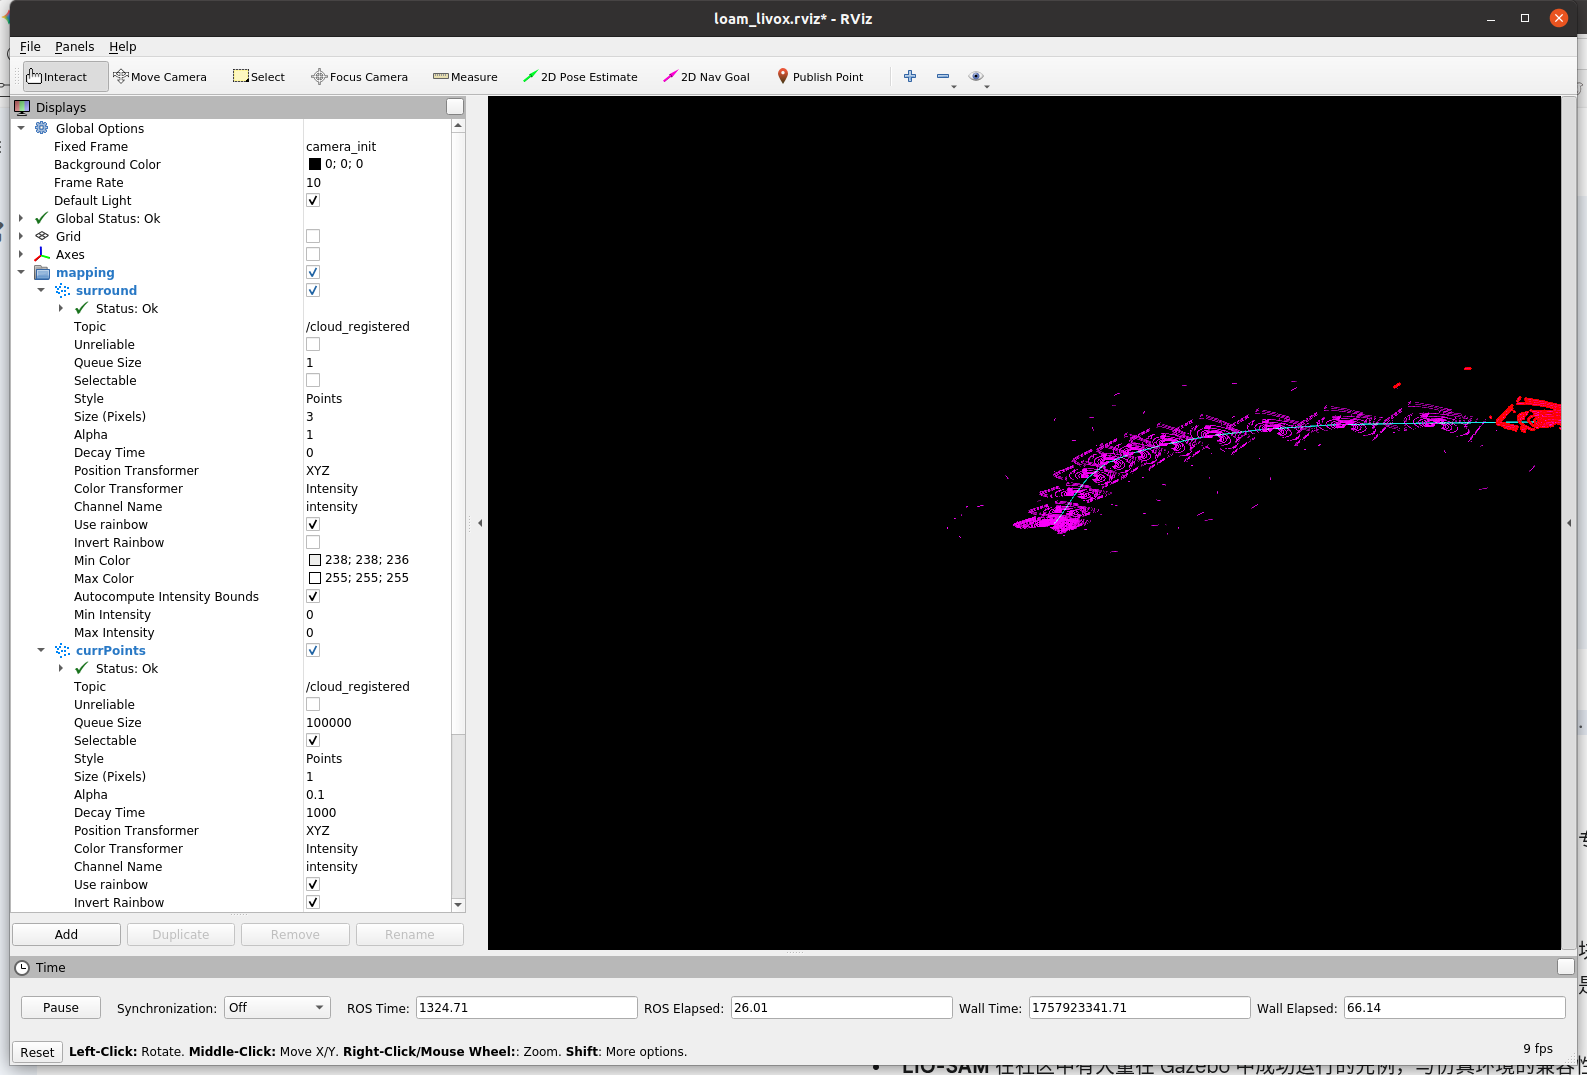 loam_livox.rviz* - RViz
File Panels Help
Interact Move Camera Select Focus Camera Measure 2D Pose Estimate 2D Nav Goal Publish Point
Displays
Global Options
Fixed Frame camera_init
Background Color 0; 0; 0
Frame Rate 10
Default Light
Global Status: Ok
Grid
Axes
mapping
surround
Status: Ok
Topic /cloud_registered
Unreliable
Queue Size 1
Selectable
Style Points
Size (Pixels) 3
Alpha 1
Decay Time 0
Position Transformer XYZ
Color Transformer Intensity
Channel Name intensity
Use rainbow
Invert Rainbow
Min Color 238; 238; 236
Max Color 255; 255; 255
Autocompute Intensity Bounds
Min Intensity 0
Max Intensity 0
currPoints
Status: Ok
Topic /cloud_registered
Unreliable
Queue Size 100000
Selectable
Style Points
Size (Pixels) 1
Alpha 0.1
Decay Time 1000
Position Transformer XYZ
Color Transformer Intensity
Channel Name intensity
Use rainbow
Invert Rainbow
Add Duplicate Remove Rename
Time
Pause Synchronization: Off ROS Time: 1324.71 ROS Elapsed: 26.01 Wall Time: 1757923341.71 Wall Elapsed: 66.14
Reset Left-Click: Rotate. Middle-Click: Move X/Y. Right-Click/Mouse Wheel:: Zoom. Shift: More options. 9 fps